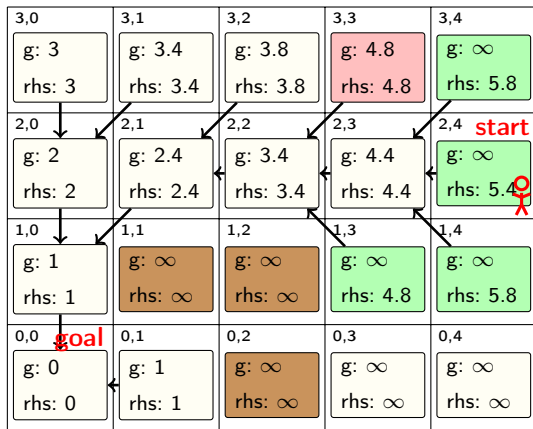 3,0 3,1 3,2 3,3 3,4
g: 3 g: 3.4 g: 3.8 g: 4.8 g: ∞
rhs: 3 rhs: 3.4 rhs: 3.8 rhs: 4.8 rhs: 5.8
2,0 2,1 2,2 2,3 2,4 start
g: 2 g: 2.4 g: 3.4 g: 4.4 g: ∞
rhs: 2 rhs: 2.4 rhs: 3.4 rhs: 4.4 rhs: 5.4
1,0 1,1 1,2 1,3 1,4
g: 1 g: ∞ g: ∞ g: ∞ g: ∞
rhs: 1 rhs: ∞ rhs: ∞ rhs: 4.8 rhs: 5.8
0,0 goal 0,1 0,2 0,3 0,4
g: 0 g: 1 g: ∞ g: ∞ g: ∞
rhs: 0 rhs: 1 rhs: ∞ rhs: ∞ rhs: ∞